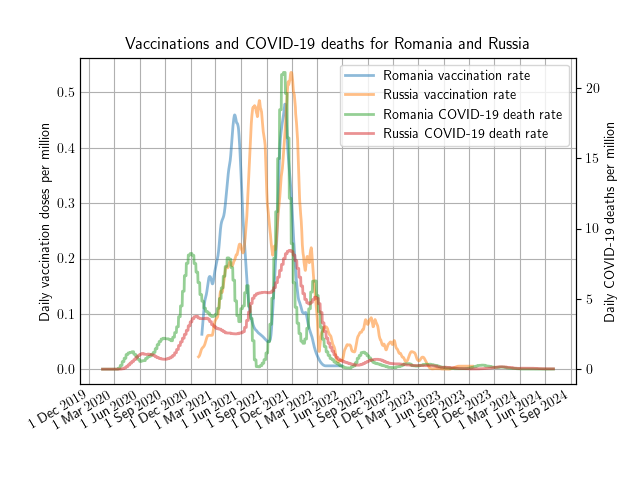 Vaccinations and COVID-19 deaths for Romania and Russia
Romania vaccination rate
Russia vaccination rate
Romania COVID-19 death rate
Russia COVID-19 death rate
Daily vaccination doses per million
0.5
0.4
0.3
0.2
0.1
0.0
20
15
10
5
0
Daily COVID-19 deaths per million
1 Dec 2019
1 Mar 2020
1 Jun 2020
1 Sep 2020
1 Dec 2020
1 Mar 2021
1 Jun 2021
1 Sep 2021
1 Dec 2021
1 Mar 2022
1 Jun 2022
1 Sep 2022
1 Dec 2022
1 Mar 2023
1 Jun 2023
1 Sep 2023
1 Dec 2023
1 Mar 2024
1 Jun 2024
1 Sep 2024